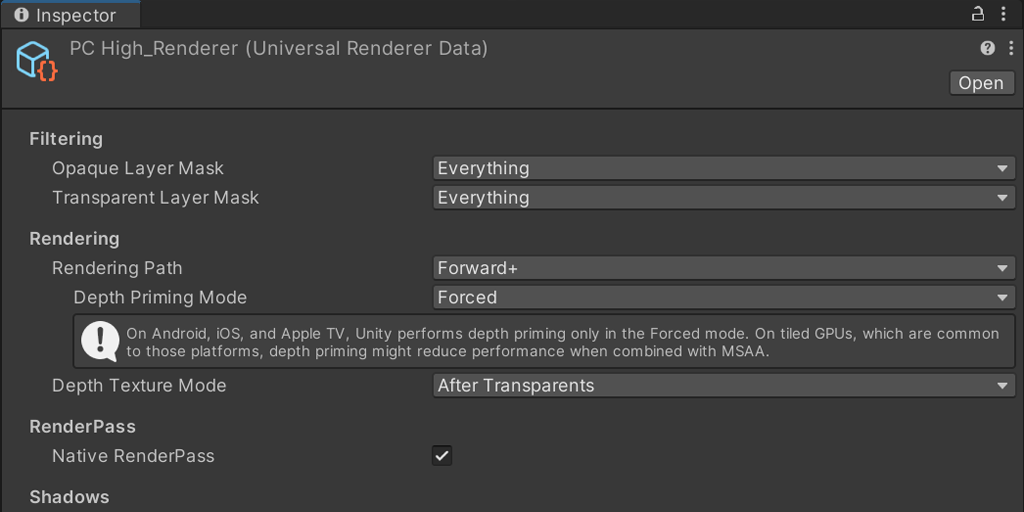 Inspector
PC High_Renderer (Universal Renderer Data)
Open
Filtering
Opaque Layer Mask Everything
Transparent Layer Mask Everything
Rendering
Rendering Path Forward+
Depth Priming Mode Forced
On Android, iOS, and Apple TV, Unity performs depth priming only in the Forced mode. On tiled GPUs, which are common
to those platforms, depth priming might reduce performance when combined with MSAA.
Depth Texture Mode After Transparents
RenderPass
Native RenderPass
Shadows